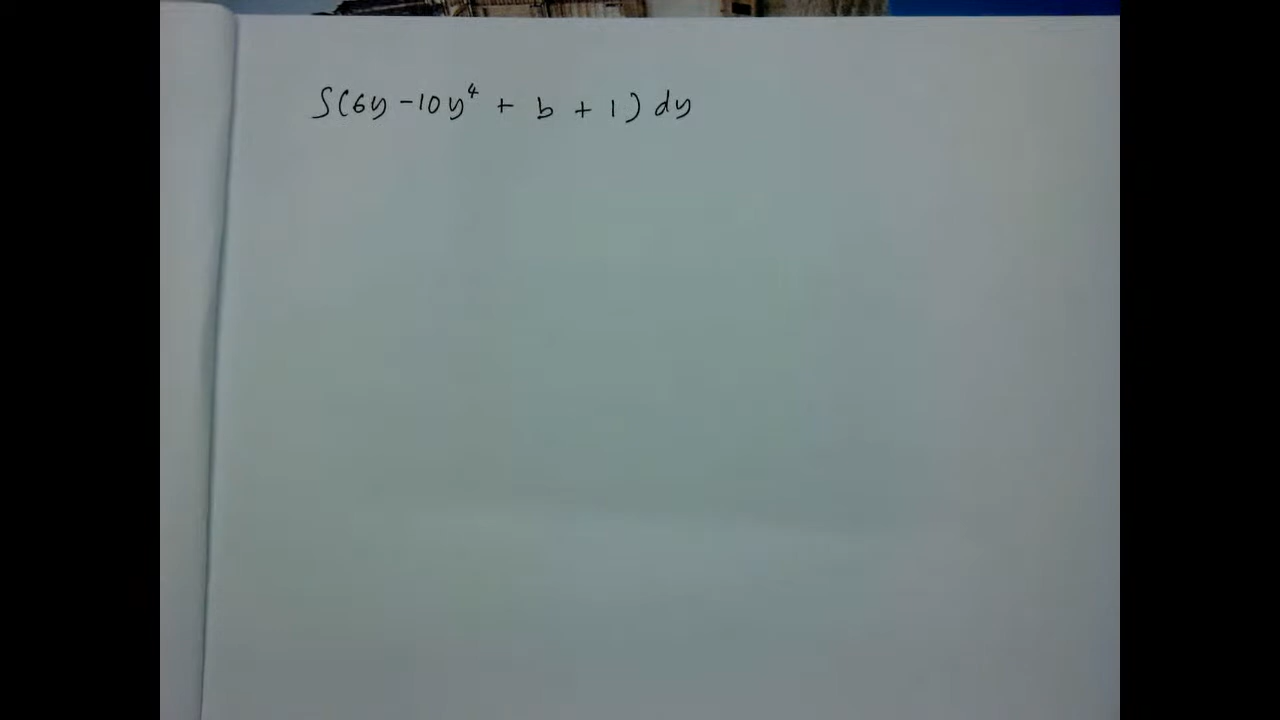 ∫(6y -10y⁴ + b + 1) dy